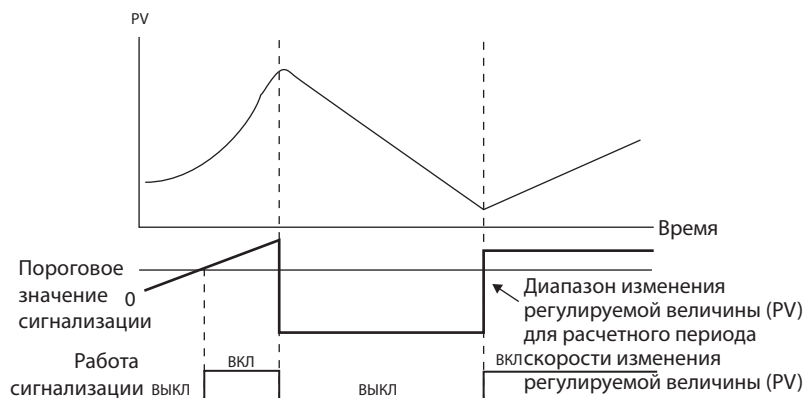 PV
Время
Пороговое
значение 0
сигнализации
Диапазон изменения
регулируемой величины (PV)
для расчетного периода
скорости изменения
регулируемой величины (PV)
Работа
сигнализации
ВЫКЛ
ВКЛ
ВЫКЛ
ВКЛ